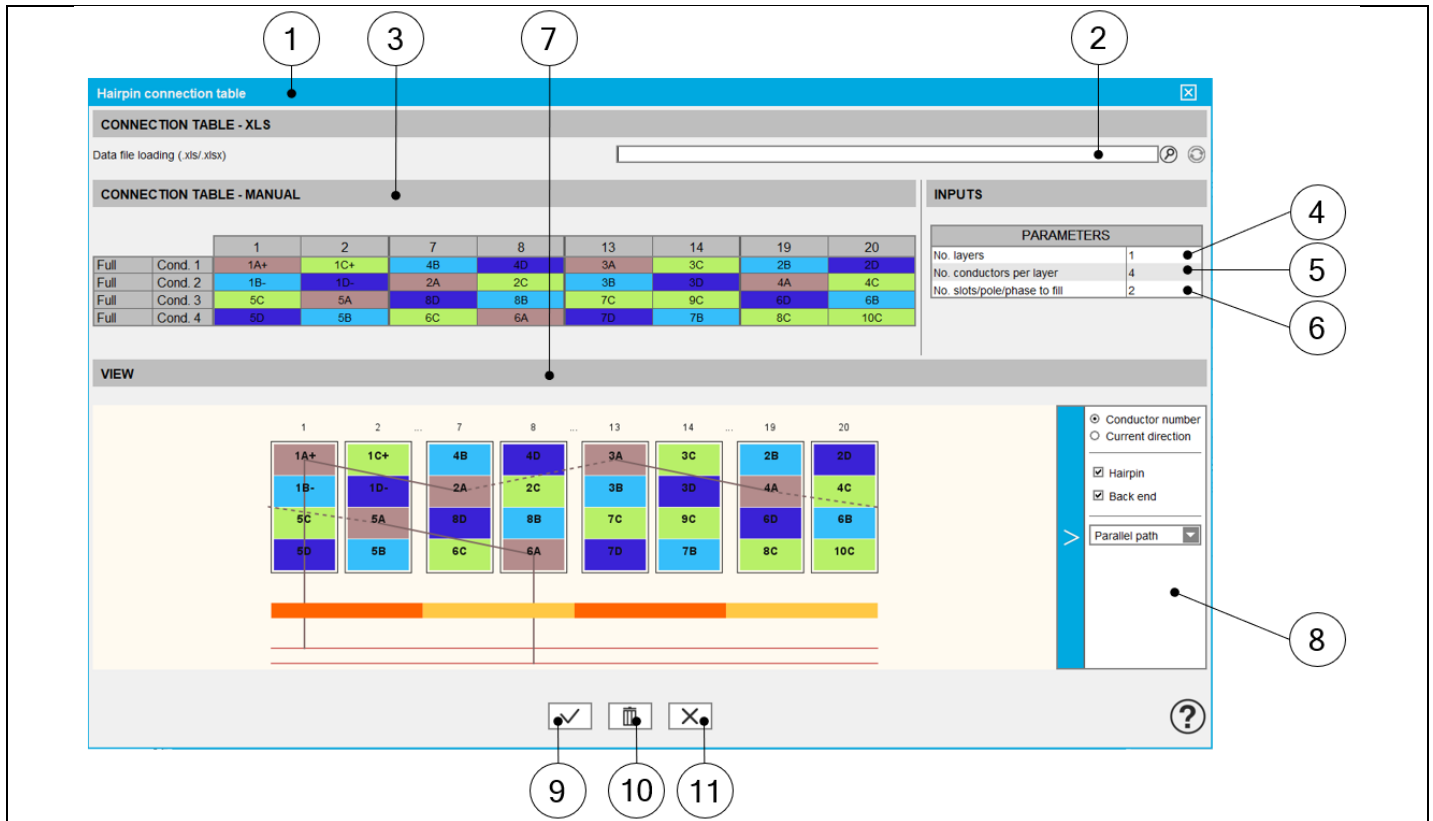 1 3 7 2
Hairpin connection table
CONNECTION TABLE - XLS
Data file loading (.xls/.xlsx)
CONNECTION TABLE - MANUAL
INPUTS
4
PARAMETERS
1 2 7 8 13 14 19 20
No. layers 1
Full Cond. 1 1A+ 1C+ 4B 4D 3A 3C 2B 2D
No. conductors per layer 4
5
Full Cond. 2 1B- 1D- 2A 2C 3B 3D 4A 4C
No. slots/pole/phase to fill 2
Full Cond. 3 5C 5A 8D 8B 7C 9C 6D 6B
Full Cond. 4 5D 5B 6C 6A 7D 7B 8C 10C
6
VIEW
1 2 ... 7 8 ... 13 14 ... 19 20
Conductor number
Current direction
1A+ 1C+ 4B 4D 3A 3C 2B 2D
Hairpin
1B- 1D- 2A 2C 3B 3D 4A 4C
Back end
5C 5A 8D 8B 7C 9C 6D 6B
Parallel path
>
5D 5B 6C 6A 7D 7B 8C 10C
8
?
9 10 11